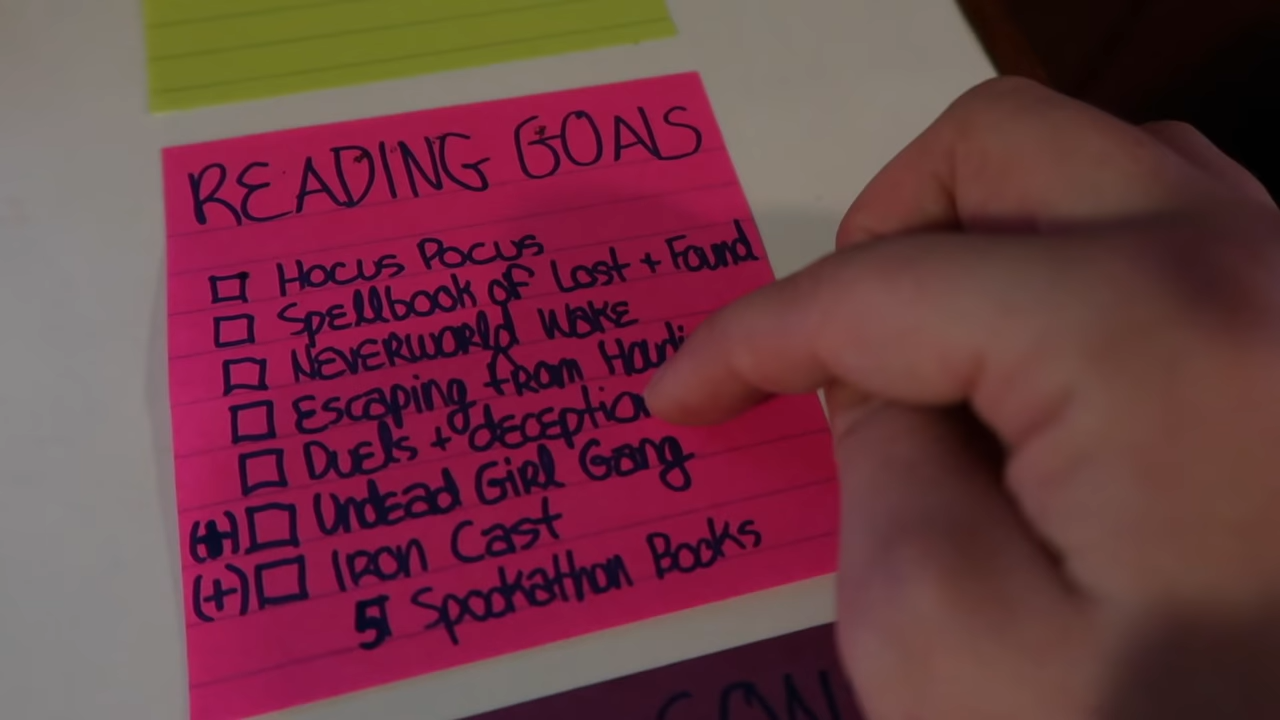 READING GOALS
Hocus Pocus
Spellbook of Lost + Found
NEVERWORLD WAKE
Escaping from
Duels + deception
(+) Undead Girl Gang
(+) Iron Cast
5 Spookathon Books